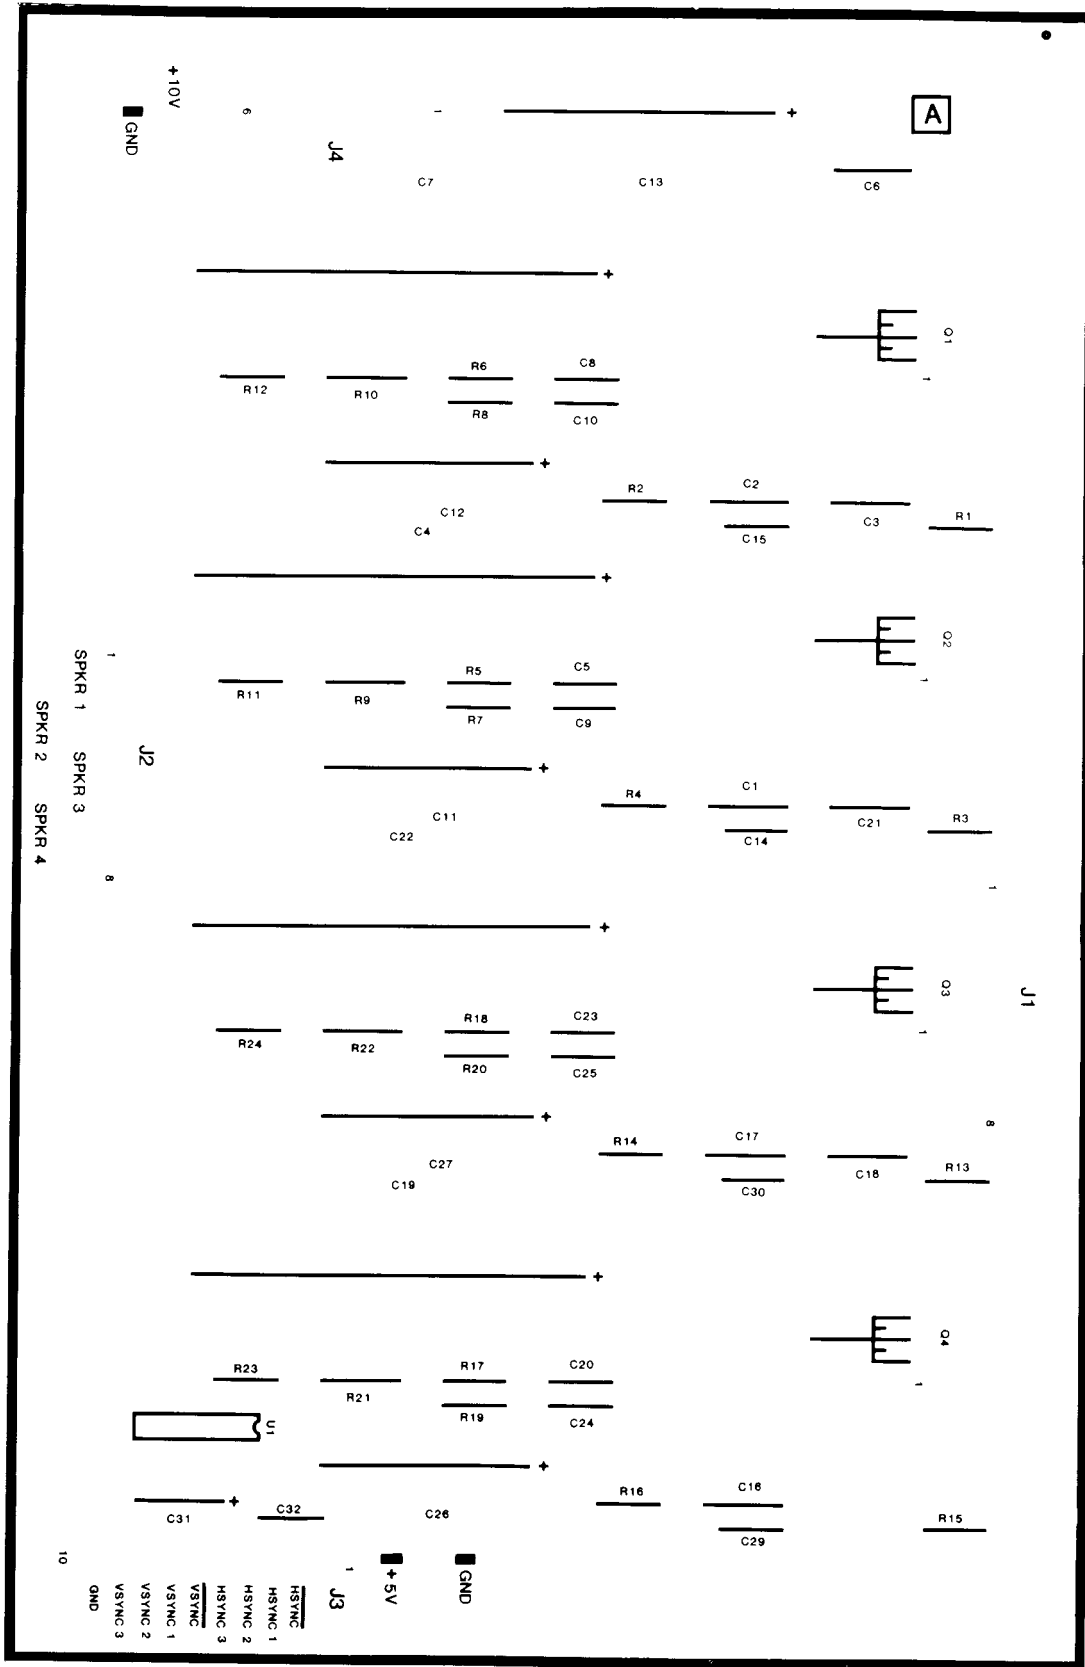 +10V
GND
6
1
+
A
J4
C7
C13
C6
+
Q1
1
R12
R10
R6
C8
R8
C10
+
R2
C2
C3
R1
C12
C4
C15
+
Q2
1
1
SPKR 1
SPKR 2
SPKR 3
SPKR 4
J2
8
R11
R9
R5
C5
R7
C9
+
R4
C1
C21
R3
C11
C22
C14
1
+
Q3
1
J1
8
R24
R22
R18
C23
R20
C25
+
R14
C17
C18
R13
C27
C19
C30
+
Q4
1
R23
R21
R17
C20
R19
C24
U1
+
+
C31
C32
C26
R16
C16
C29
R15
10
1
J3
+5V
GND
HSYNC
HSYNC 1
HSYNC 2
HSYNC 3
VSYNC
VSYNC 1
VSYNC 2
VSYNC 3
GND